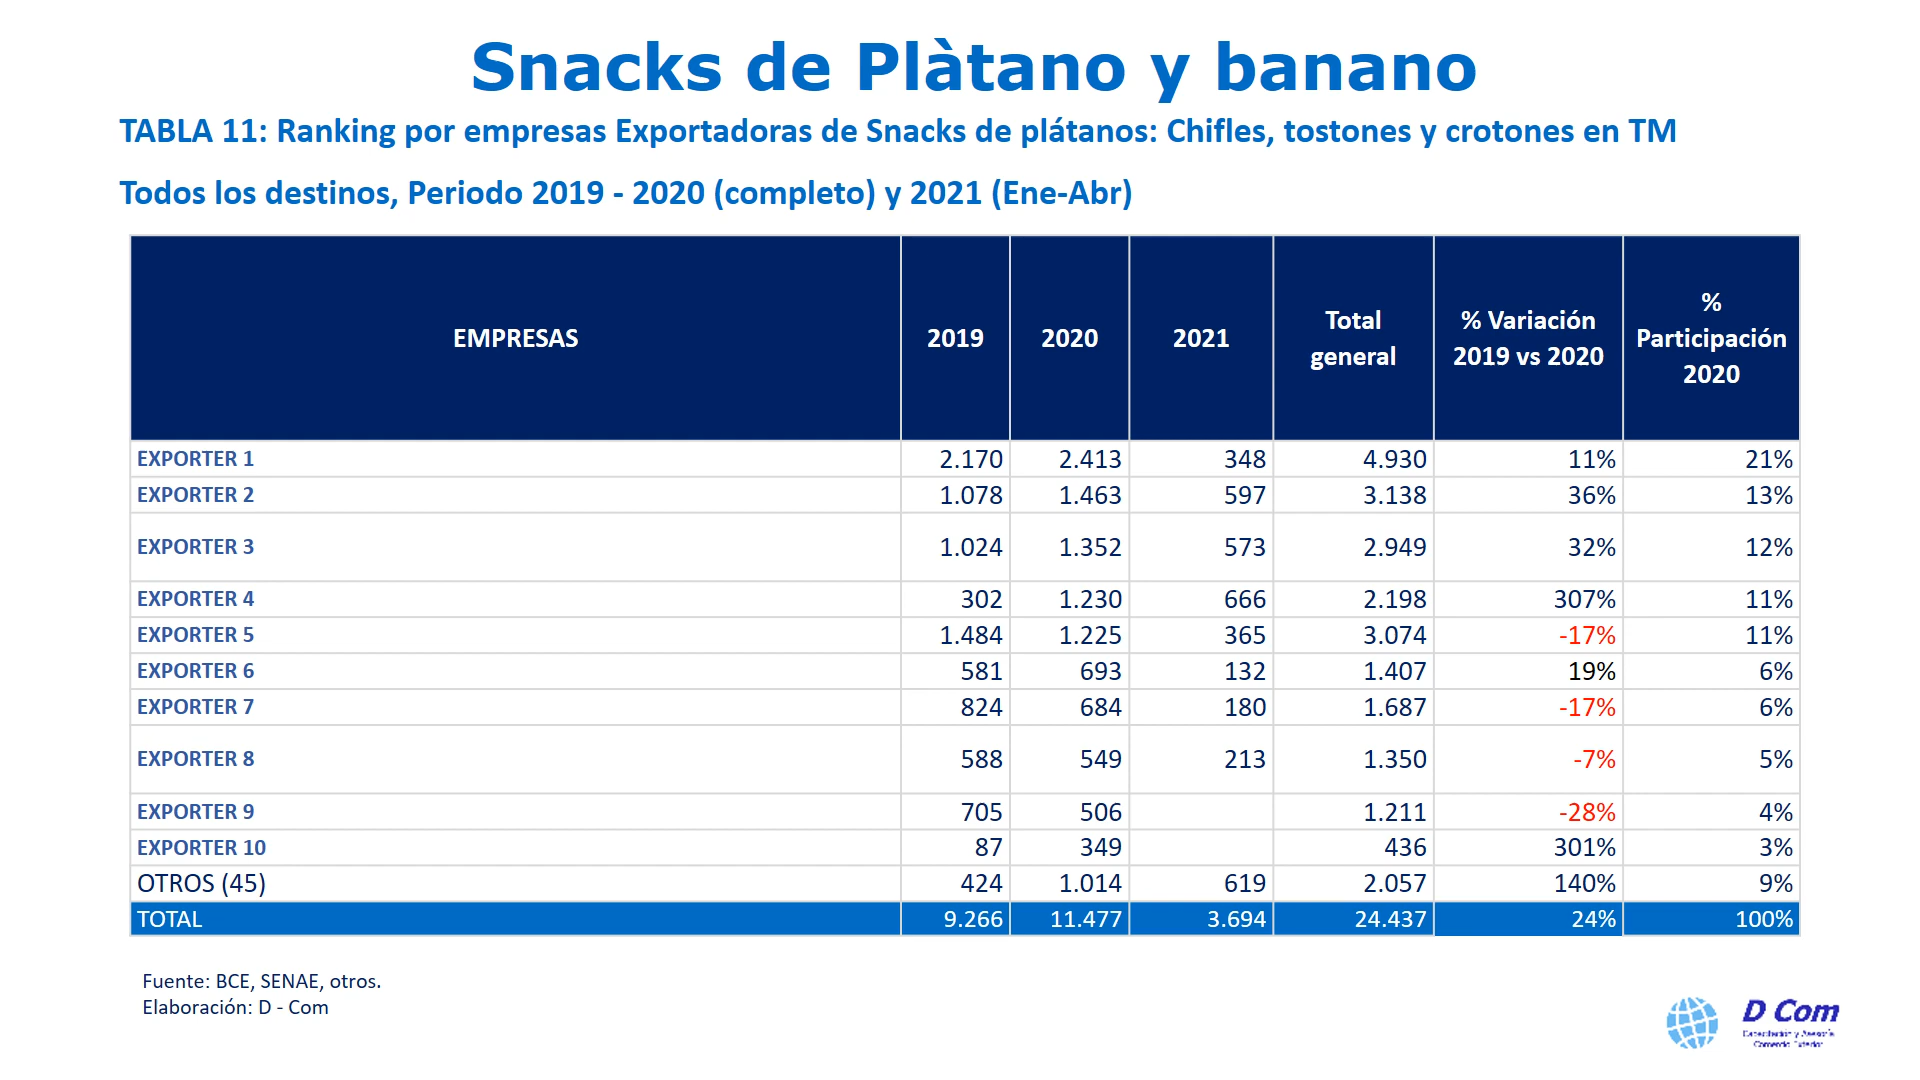 Snacks de Plàtano y banano
TABLA 11: Ranking por empresas Exportadoras de Snacks de plátanos: Chifles, tostones y crotones en TM
Todos los destinos, Periodo 2019 - 2020 (completo) y 2021 (Ene-Abr)
EMPRESAS 2019 2020 2021 Total general % Variación 2019 vs 2020 % Participación 2020
EXPORTER 1 2.170 2.413 348 4.930 11% 21%
EXPORTER 2 1.078 1.463 597 3.138 36% 13%
EXPORTER 3 1.024 1.352 573 2.949 32% 12%
EXPORTER 4 302 1.230 666 2.198 307% 11%
EXPORTER 5 1.484 1.225 365 3.074 -17% 11%
EXPORTER 6 581 693 132 1.407 19% 6%
EXPORTER 7 824 684 180 1.687 -17% 6%
EXPORTER 8 588 549 213 1.350 -7% 5%
EXPORTER 9 705 506 1.211 -28% 4%
EXPORTER 10 87 349 436 301% 3%
OTROS (45) 424 1.014 619 2.057 140% 9%
TOTAL 9.266 11.477 3.694 24.437 24% 100%
Fuente: BCE, SENAE, otros.
Elaboración: D - Com
D Com
Capacitación y Asesoría
Comercio Exterior